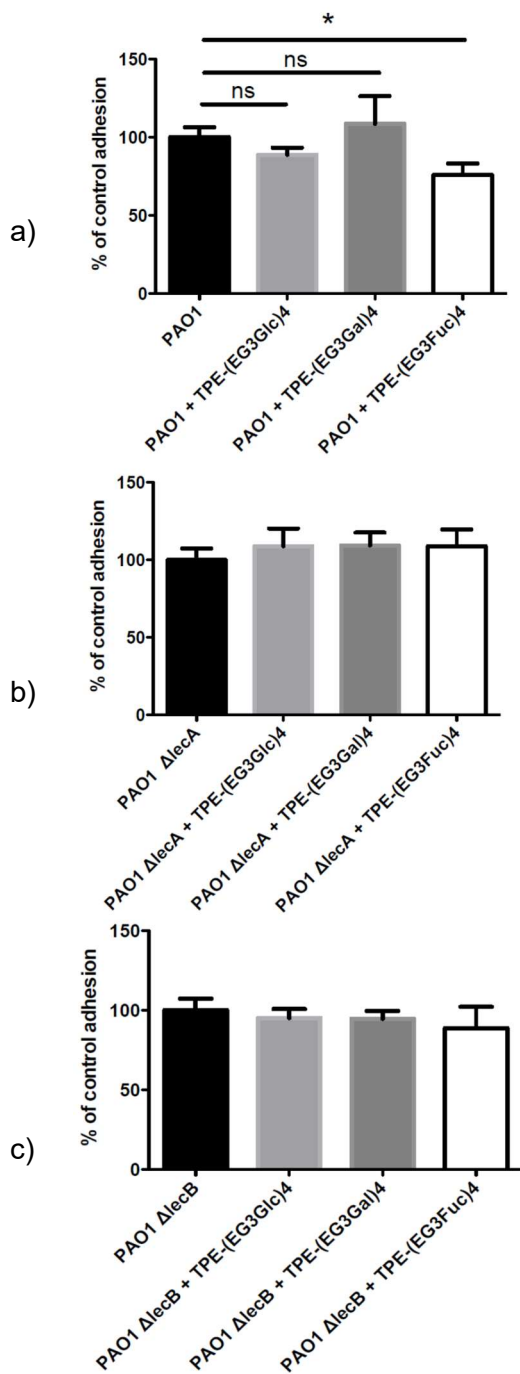 a)
% of control adhesion
150
100
50
0
*
ns
ns
PAO1
PAO1 + TPE-(EG3Glc)4
PAO1 + TPE-(EG3Gal)4
PAO1 + TPE-(EG3Fuc)4
b)
% of control adhesion
150
100
50
0
PAO1 ΔlecA
PAO1 ΔlecA + TPE-(EG3Glc)4
PAO1 ΔlecA + TPE-(EG3Gal)4
PAO1 ΔlecA + TPE-(EG3Fuc)4
c)
% of control adhesion
150
100
50
0
PAO1 ΔlecB
PAO1 ΔlecB + TPE-(EG3Glc)4
PAO1 ΔlecB + TPE-(EG3Gal)4
PAO1 ΔlecB + TPE-(EG3Fuc)4